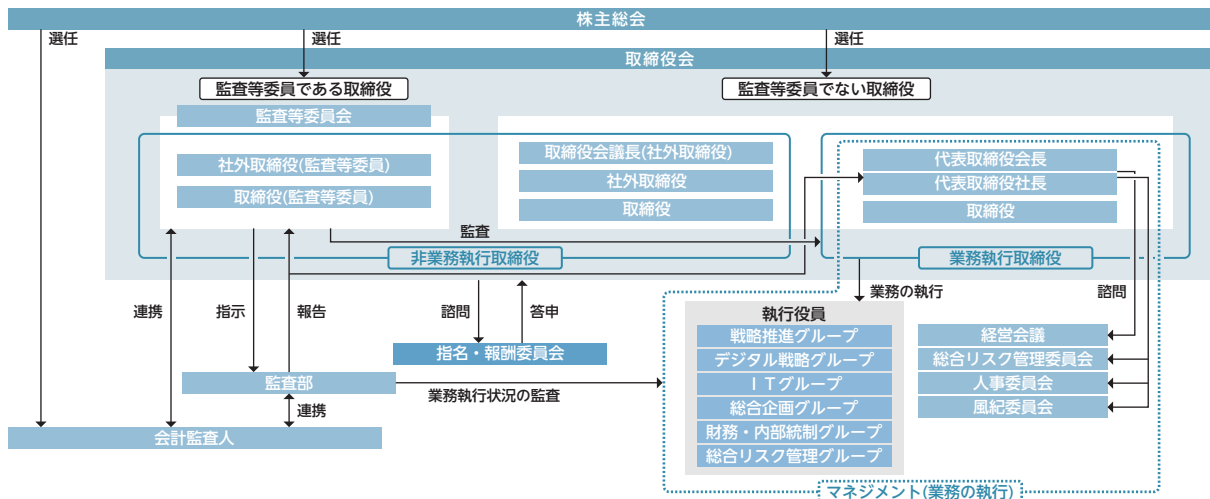 株主総会
選任
選任
選任
取締役会
監査等委員である取締役
監査等委員でない取締役
監査等委員会
社外取締役(監査等委員)
取締役(監査等委員)
取締役会議長(社外取締役)
社外取締役
取締役
代表取締役会長
代表取締役社長
取締役
監査
非業務執行取締役
業務執行取締役
連携
指示
報告
諮問
答申
業務の執行
諮問
指名・報酬委員会
監査部
業務執行状況の監査
連携
会計監査人
執行役員
戦略推進グループ
デジタル戦略グループ
ITグループ
総合企画グループ
財務・内部統制グループ
総合リスク管理グループ
経営会議
総合リスク管理委員会
人事委員会
風紀委員会
マネジメント(業務の執行)